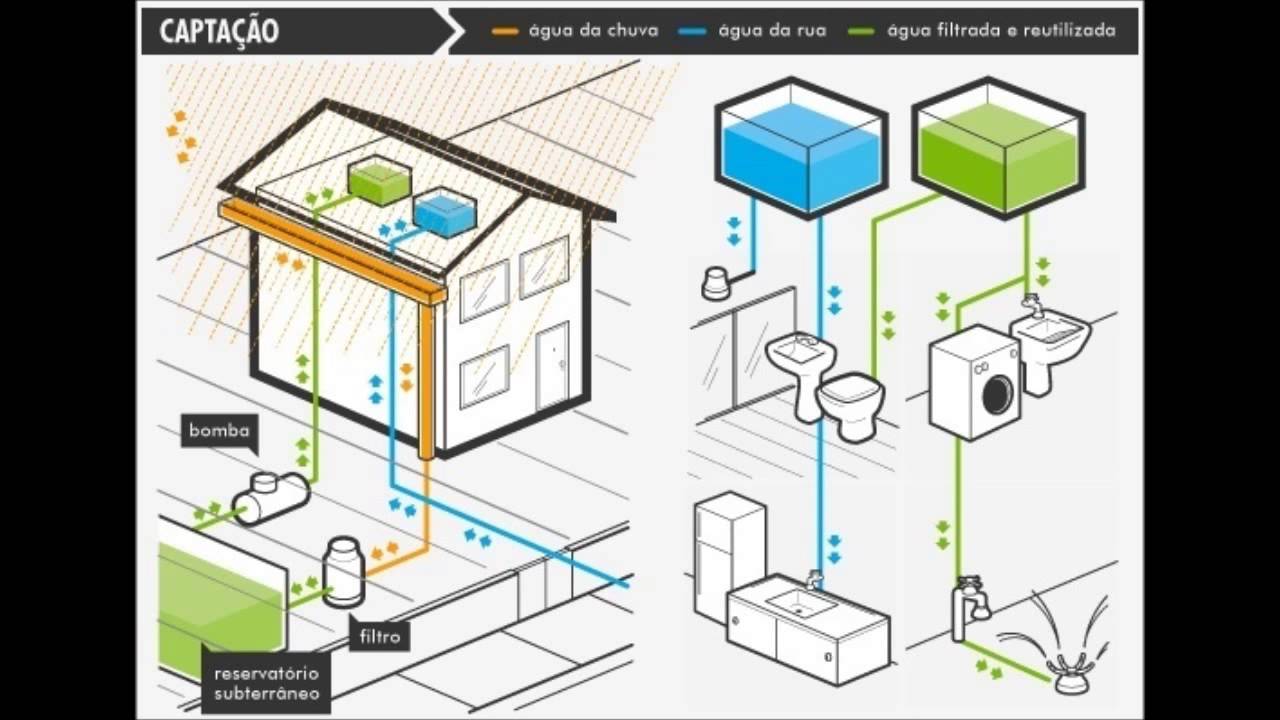 CAPTAÇÃO
água da chuva
água da rua
água filtrada e reutilizada
bomba
filtro
reservatório
subterrâneo